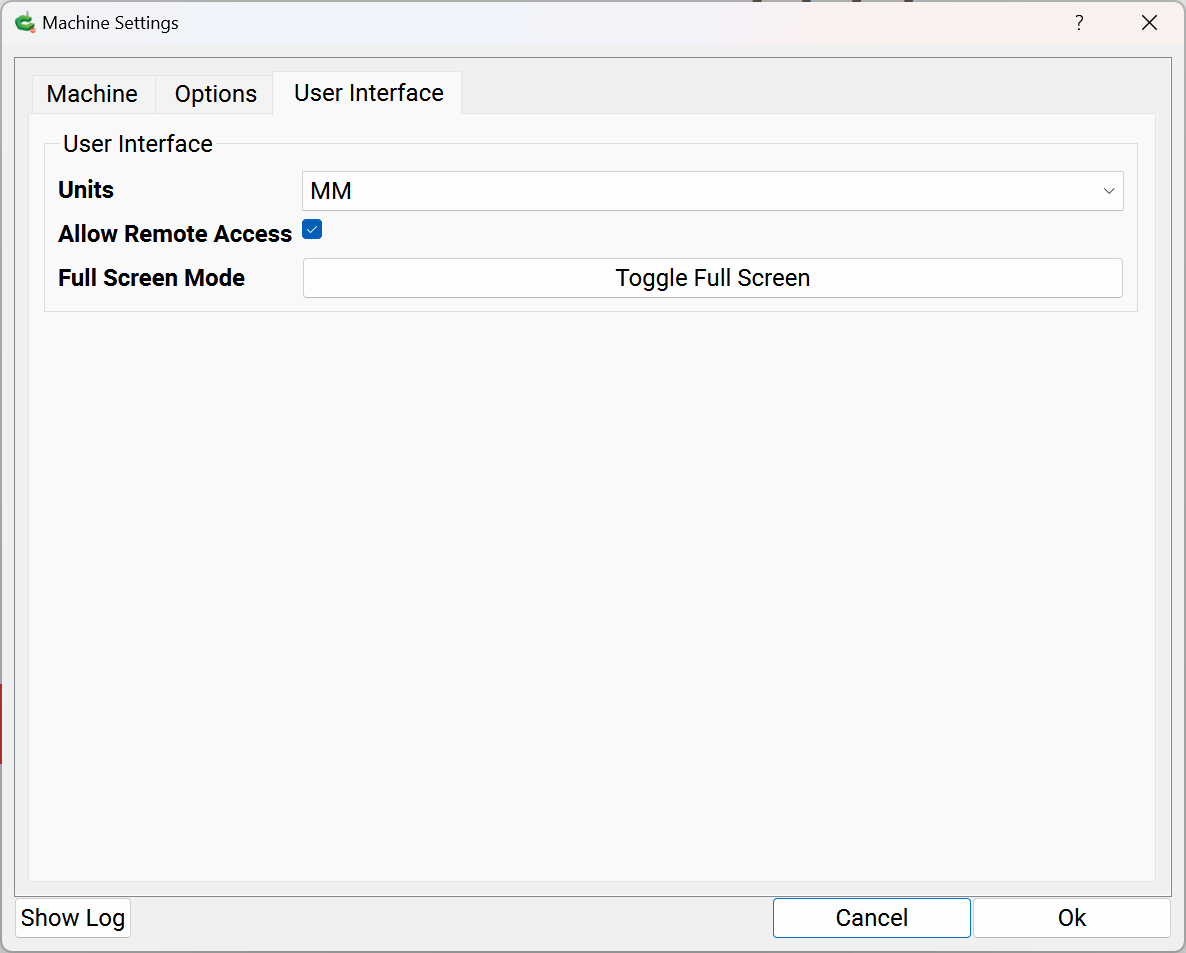 Machine Settings ?
Machine Options User Interface
User Interface
Units MM
Allow Remote Access
Full Screen Mode Toggle Full Screen
Show Log Cancel Ok